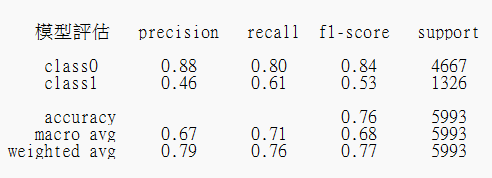 模型評估 precision recall f1-score support
class0 0.88 0.80 0.84 4667
class1 0.46 0.61 0.53 1326
accuracy 0.76 5993
macro avg 0.67 0.71 0.68 5993
weighted avg 0.79 0.76 0.77 5993